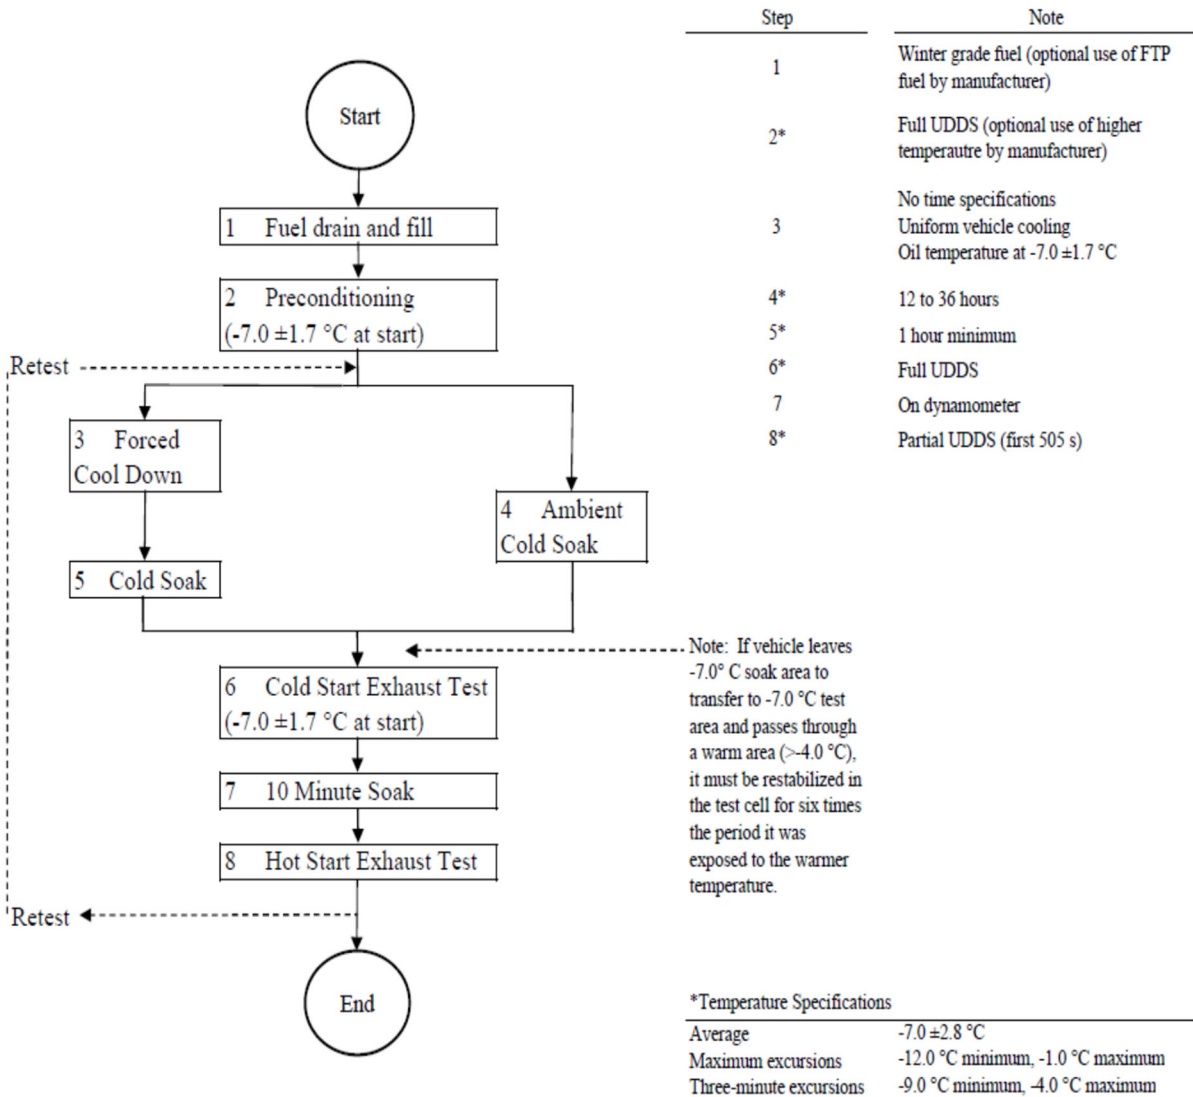 Start
1 Fuel drain and fill
2 Preconditioning
(-7.0 ±1.7 °C at start)
Retest
3 Forced
Cool Down
4 Ambient
Cold Soak
5 Cold Soak
6 Cold Start Exhaust Test
(-7.0 ±1.7 °C at start)
7 10 Minute Soak
8 Hot Start Exhaust Test
Retest
End
Step Note
1 Winter grade fuel (optional use of FTP
fuel by manufacturer)
2* Full UDDS (optional use of higher
temperautre by manufacturer)
No time specifications
3 Uniform vehicle cooling
Oil temperature at -7.0 ±1.7 °C
4* 12 to 36 hours
5* 1 hour minimum
6* Full UDDS
7 On dynamometer
8* Partial UDDS (first 505 s)
Note: If vehicle leaves
-7.0° C soak area to
transfer to -7.0 °C test
area and passes through
a warm area (>-4.0 °C),
it must be restabilized in
the test cell for six times
the period it was
exposed to the warmer
temperature.
*Temperature Specifications
Average -7.0 ±2.8 °C
Maximum excursions -12.0 °C minimum, -1.0 °C maximum
Three-minute excursions -9.0 °C minimum, -4.0 °C maximum